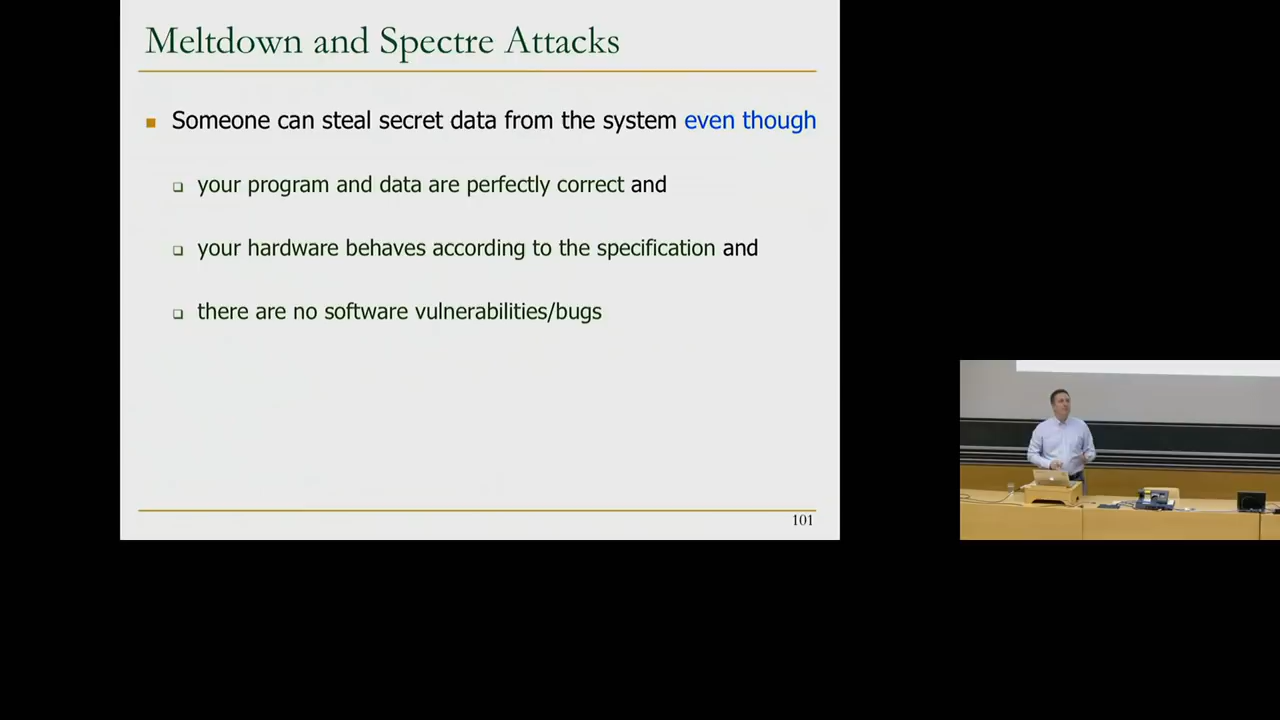 Meltdown and Spectre Attacks
Someone can steal secret data from the system even though
your program and data are perfectly correct and
your hardware behaves according to the specification and
there are no software vulnerabilities/bugs
101